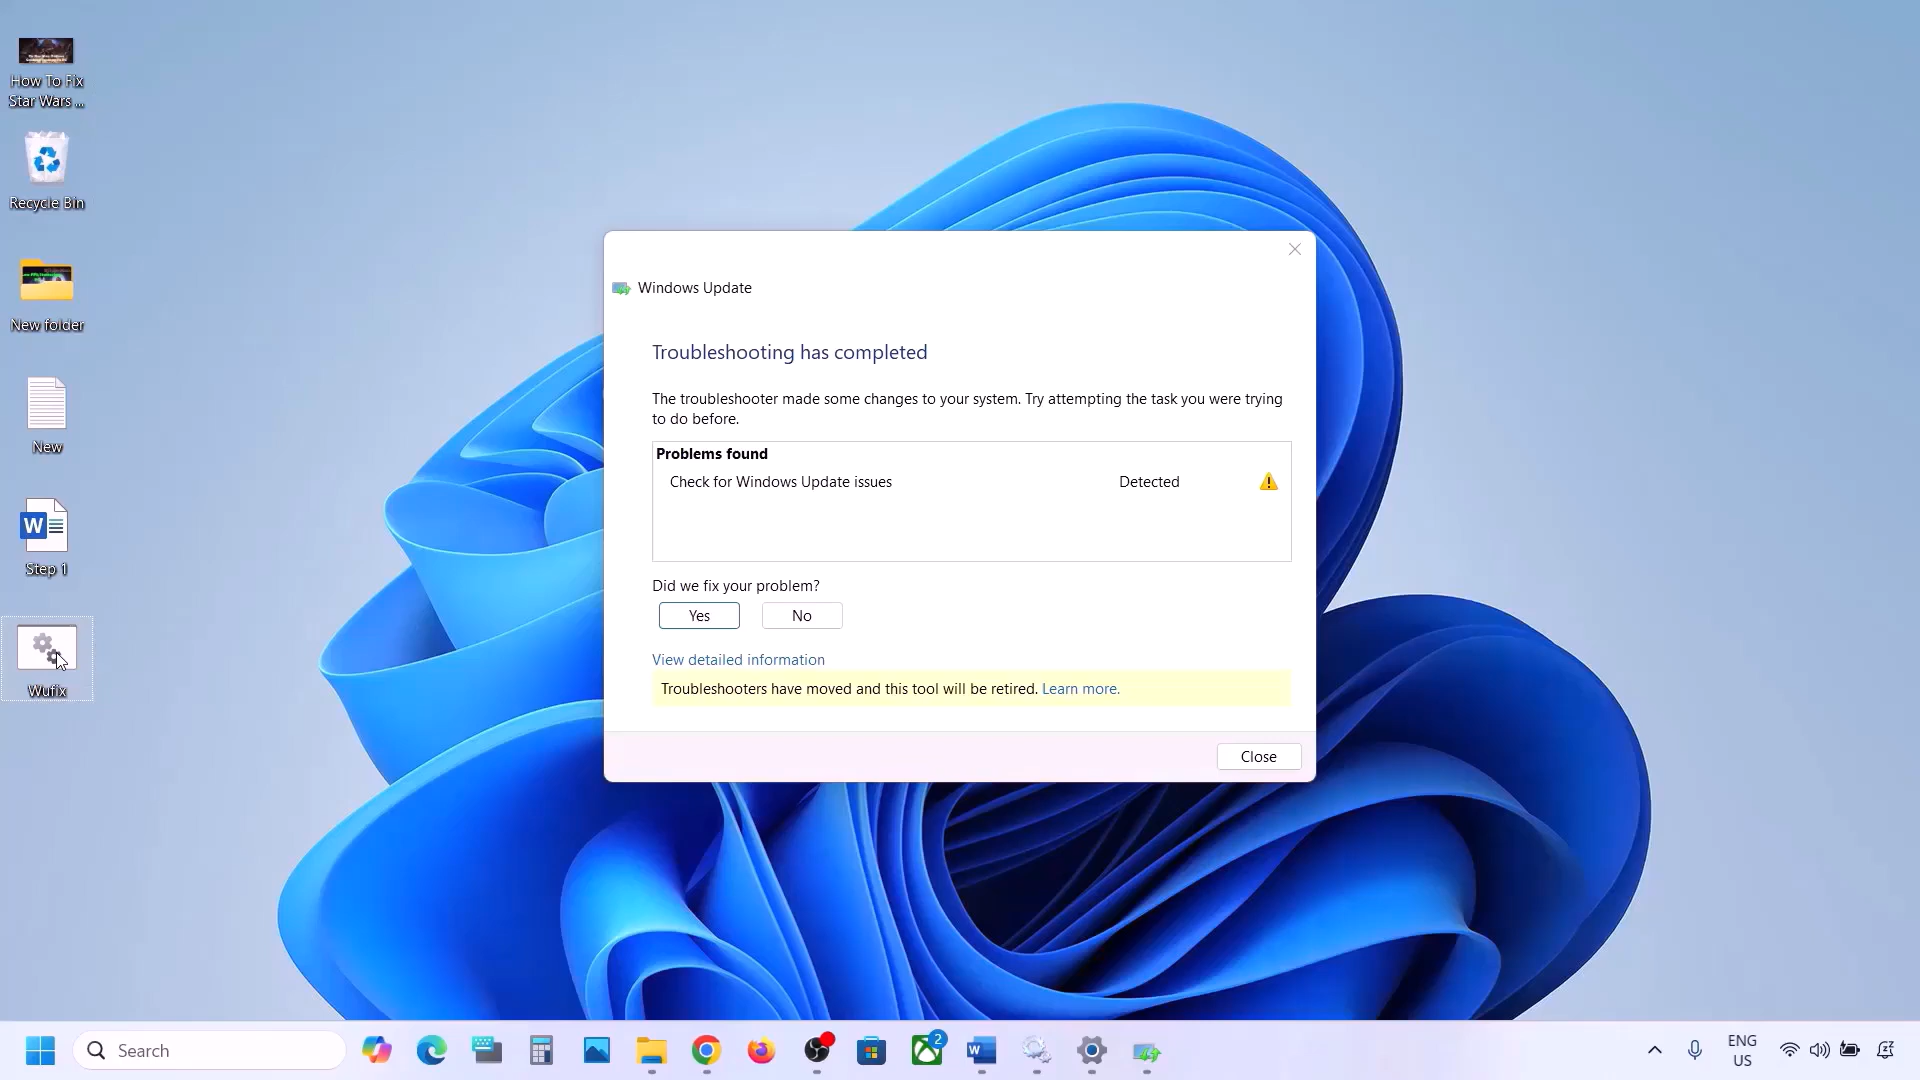 How To Fix
Star Wars ...
Recycle Bin
New folder
New
Step 1
Wufix
Windows Update
Troubleshooting has completed
The troubleshooter made some changes to your system. Try attempting the task you were trying
to do before.
Problems found
Check for Windows Update issues Detected
Did we fix your problem?
Yes No
View detailed information
Troubleshooters have moved and this tool will be retired. Learn more.
Close
Search
2
W
W
ENG
US